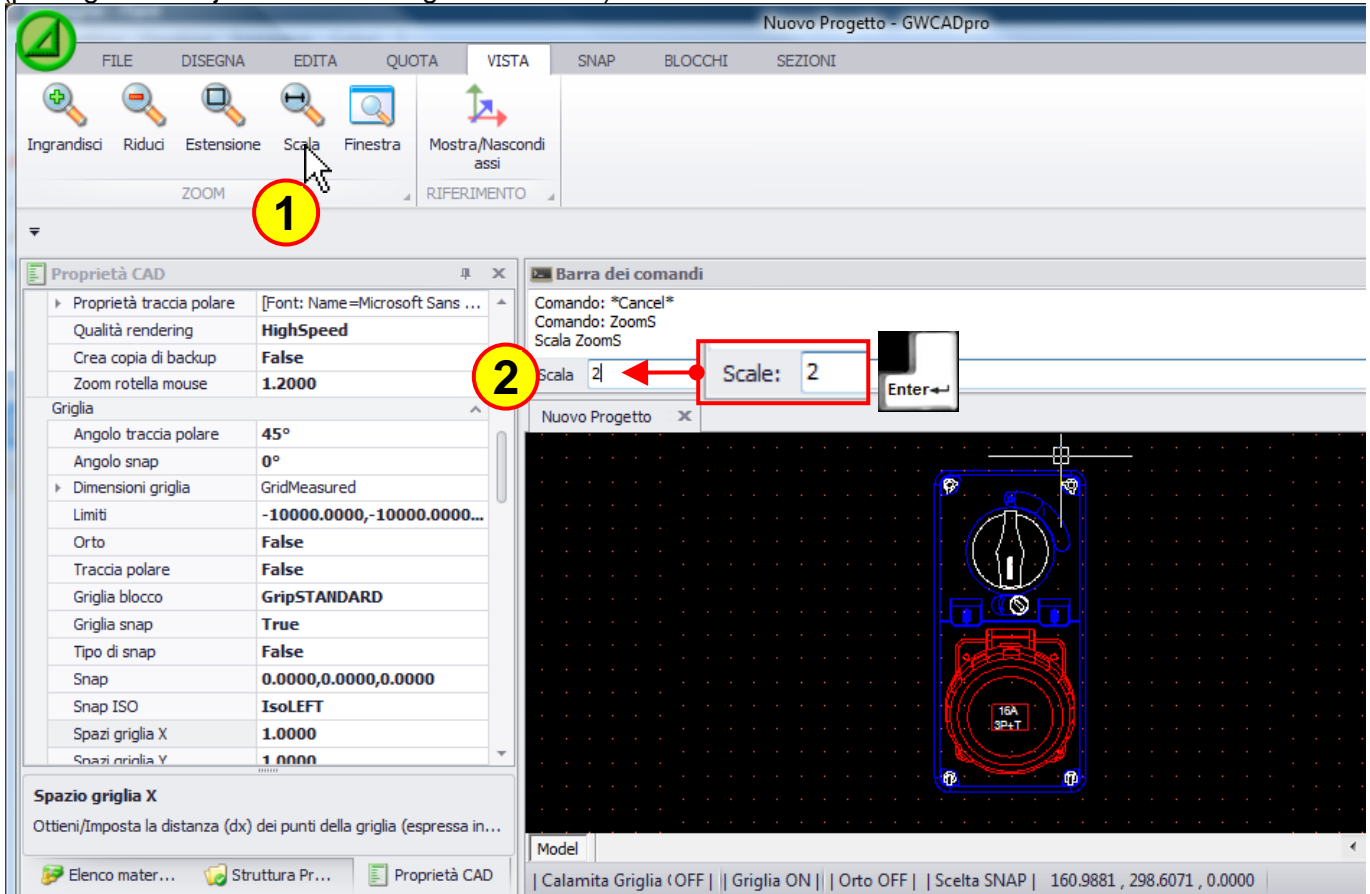 Nuovo Progetto - GWCADpro
FILE DISEGNA EDITA QUOTA VISTA SNAP BLOCCHI SEZIONI
Ingrandisci Riduci Estensione Scala Finestra Mostra/Nascondi assi
ZOOM RIFERIMENTO
1
Proprietà CAD
Proprietà traccia polare [Font: Name=Microsoft Sans ...
Qualità rendering HighSpeed
Crea copia di backup False
Zoom rotella mouse 1.2000
Griglia
Angolo traccia polare 45°
Angolo snap 0°
Dimensioni griglia GridMeasured
Limiti -10000.0000,-10000.0000...
Orto False
Traccia polare False
Griglia blocco GripSTANDARD
Griglia snap True
Tipo di snap False
Snap 0.0000,0.0000,0.0000
Snap ISO IsoLEFT
Spazi griglia X 1.0000
Spazi griglia Y 1.0000
Spazio griglia X
Ottieni/Imposta la distanza (dx) dei punti della griglia (espressa in...
Elenco mater... Struttura Pr... Proprietà CAD
Barra dei comandi
Comando: *Cancel*
Comando: ZoomS
Scala ZoomS
2
Scala 2
Scale: 2
Enter
Nuovo Progetto
16A
3P+T
Model
| Calamita Griglia (OFF | | Griglia ON | | Orto OFF | | Scelta SNAP | 160.9881 , 298.6071 , 0.0000